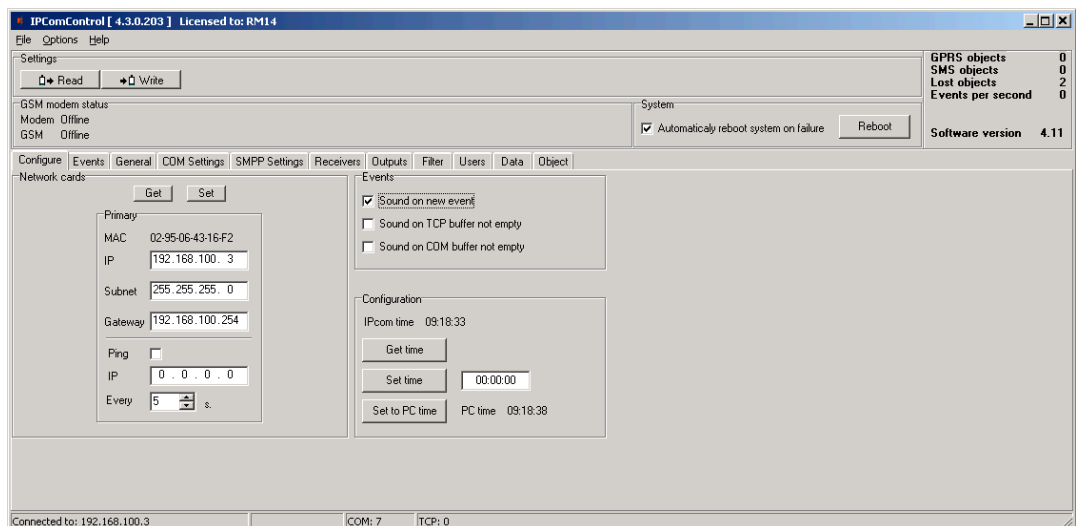 IPComControl [ 4.3.0.203 ] Licensed to: RM14
File Options Help
Settings
Read Write
GPRS objects 0
SMS objects 0
Lost objects 2
Events per second 0
Software version 4.11
GSM modem status
Modem Offline
GSM Offline
System
Automaticaly reboot system on failure Reboot
Configure Events General COM Settings SMPP Settings Receivers Outputs Filter Users Data Object
Network cards
Get Set
Primary
MAC 02-95-06-43-16-F2
IP 192.168.100. 3
Subnet 255.255.255. 0
Gateway 192.168.100.254
Ping
IP 0 . 0 . 0 . 0
Every 5 s.
Events
Sound on new event
Sound on TCP buffer not empty
Sound on COM buffer not empty
Configuration
IPcom time 09:18:33
Get time
Set time 00:00:00
Set to PC time PC time 09:18:38
Connected to: 192.168.100.3 COM: 7 TCP: 0